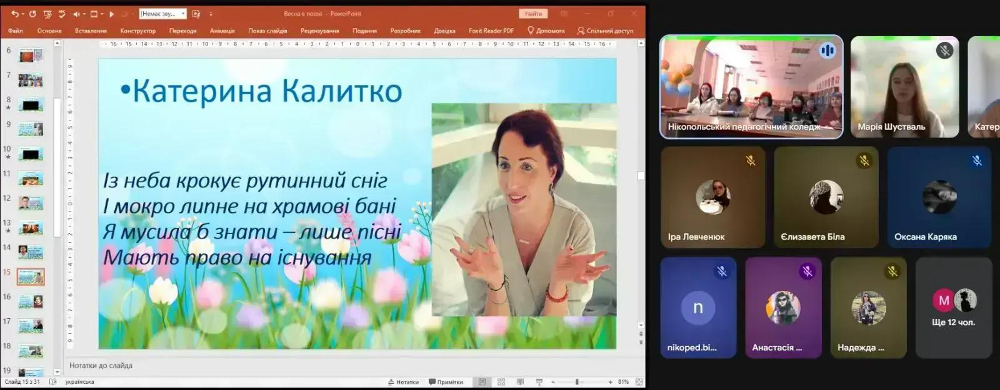 [Немає зву...
Весна в поезії - PowerPoint
Увійти
Файл Основне Вставлення Конструктор Переходи Анімація Показ слайдів Рецензування Подання Розробник Довідка Foxit Reader PDF Допомога Спільний доступ
16 15 14 13 12 11 10 9 8 7 6 5 4 3 2 1 0 1 2 3 4 5 6 7 8 9 10 11 12 13 14 15 16
6
7
8
9
10
11
12
13
14
15
16
17
18
19
•Катерина Калитко
Із неба крокує рутинний сніг
І мокро липне на храмові бані
Я мусила б знати – лише пісні
Мають право на існування
Нотатки до слайда
Слайд 15 з 31 українська Нотатки Примітки 81%
Нікопольський педагогічний коледж
Марія Шусталь
Катер
Іра Левченюк
Єлизавета Біла
Оксана Каряка
n
nikoped.bi...
Анастасія ...
Надежда ...
M
Ще 12 чол.